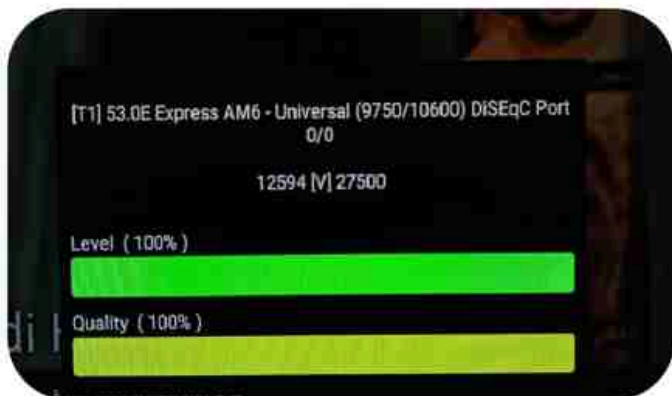 [T1] 53.0E Express AM6 - Universal (9750/10600) DiSEqC Port
0/0
12594 [V] 27500
Level ( 100% )
Quality ( 100% )